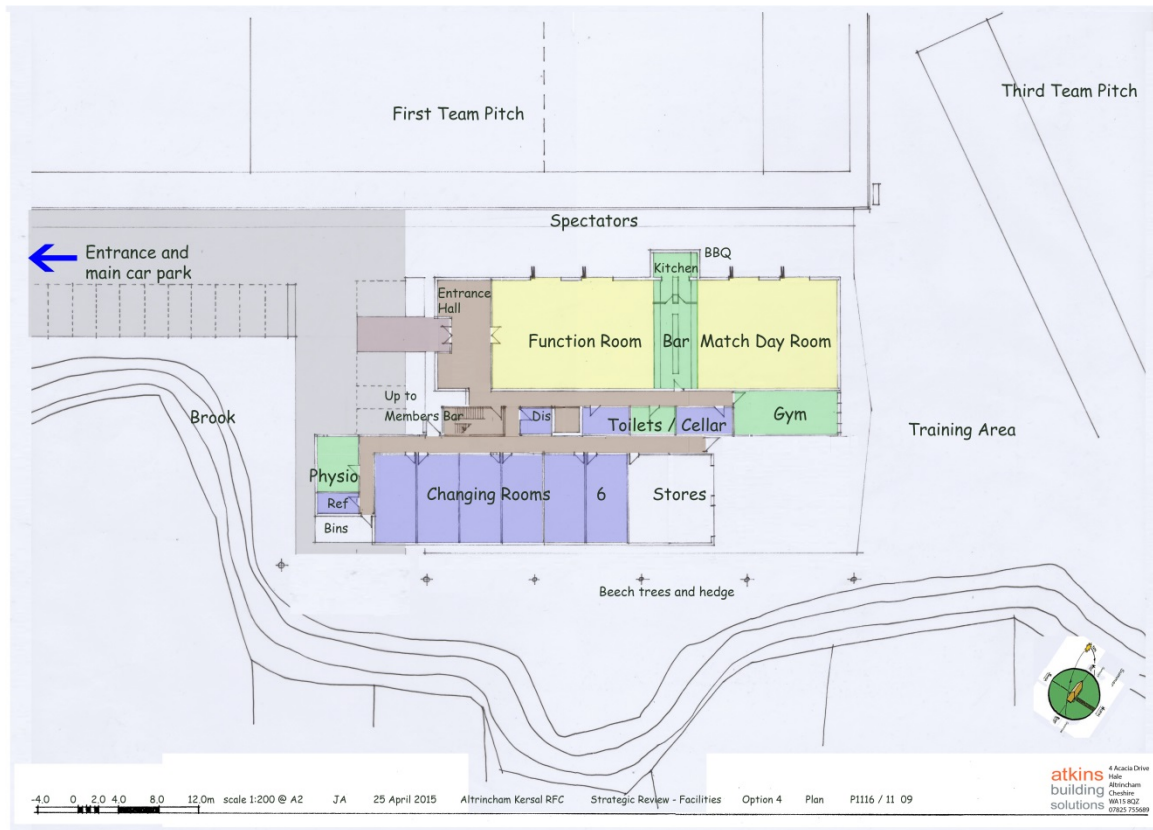 First Team Pitch
Third Team Pitch
Spectators
Entrance and
main car park
BBQ
Kitchen
Entrance
Hall
Function Room
Bar
Match Day Room
Brook
Up to
Members Bar
Dis
Toilets / Cellar
Gym
Training Area
Physio
Changing Rooms
6
Stores
Ref
Bins
Beech trees and hedge
-4.0 0 2.0 4.0 8.0 12.0m scale 1:200 @ A2 JA 25 April 2015 Altrincham Kersal RFC Strategic Review - Facilities Option 4 Plan P1116 / 11 09
atkins
building
solutions
4 Acacia Drive
Hale
Altrincham
Cheshire
WA15 8QZ
07825 755689